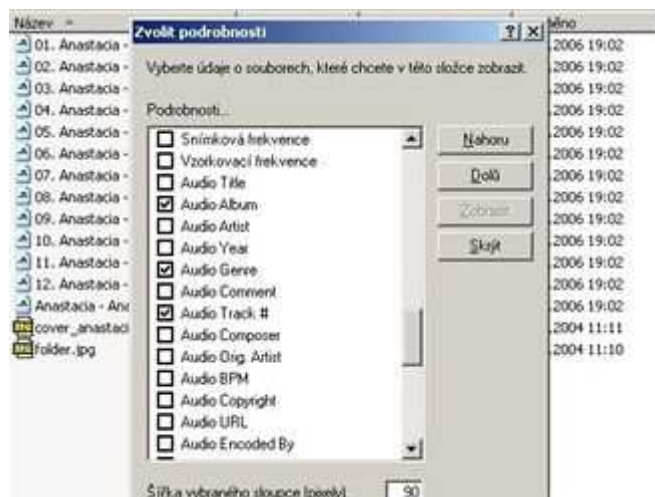 Název
ěno
Zvolit podrobnosti
01. Anastacia -
.2006 19:02
02. Anastacia -
.2006 19:02
Vyberte údaje o souborech, které chcete v této složce zobrazit.
03. Anastacia -
.2006 19:02
04. Anastacia -
Podrobnosti...
.2006 19:02
05. Anastacia -
Snímková frekvence
Nahoru
.2006 19:02
06. Anastacia -
Vzorkovací frekvence
.2006 19:02
07. Anastacia -
Audio Title
Dolů
.2006 19:02
08. Anastacia -
Audio Album
Zobrazit
.2006 19:02
09. Anastacia -
Audio Artist
.2006 19:02
10. Anastacia -
Audio Year
Skrýt
.2006 19:02
11. Anastacia -
Audio Genre
.2006 19:02
12. Anastacia -
Audio Comment
.2006 19:02
Anastacia - Ana
Audio Track #
.2006 19:02
cover_anastaci
Audio Composer
.2004 11:11
folder.jpg
Audio Orig. Artist
.2004 11:10
Audio BPM
Audio Copyright
Audio URL
Audio Encoded By
Šířka vybraného sloupce (pixely)
90